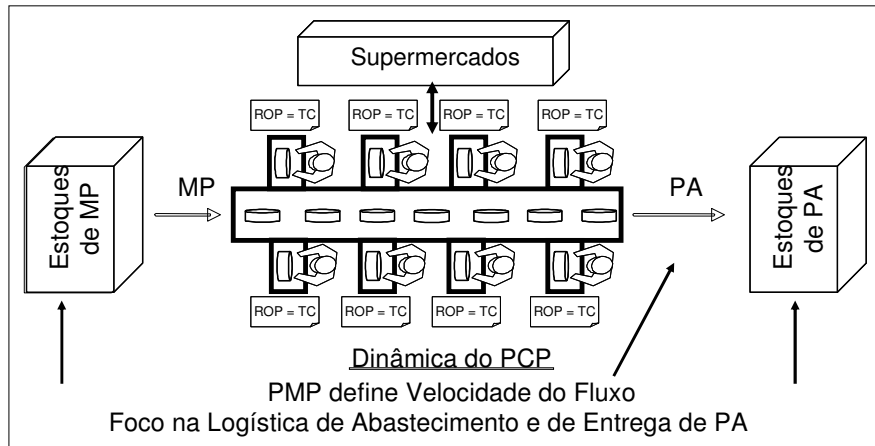 Supermercados
ROP = TC
ROP = TC
ROP = TC
ROP = TC
Estoques
de MP
MP
PA
Estoques
de PA
ROP = TC
ROP = TC
ROP = TC
ROP = TC
Dinâmica do PCP
PMP define Velocidade do Fluxo
Foco na Logística de Abastecimento e de Entrega de PA